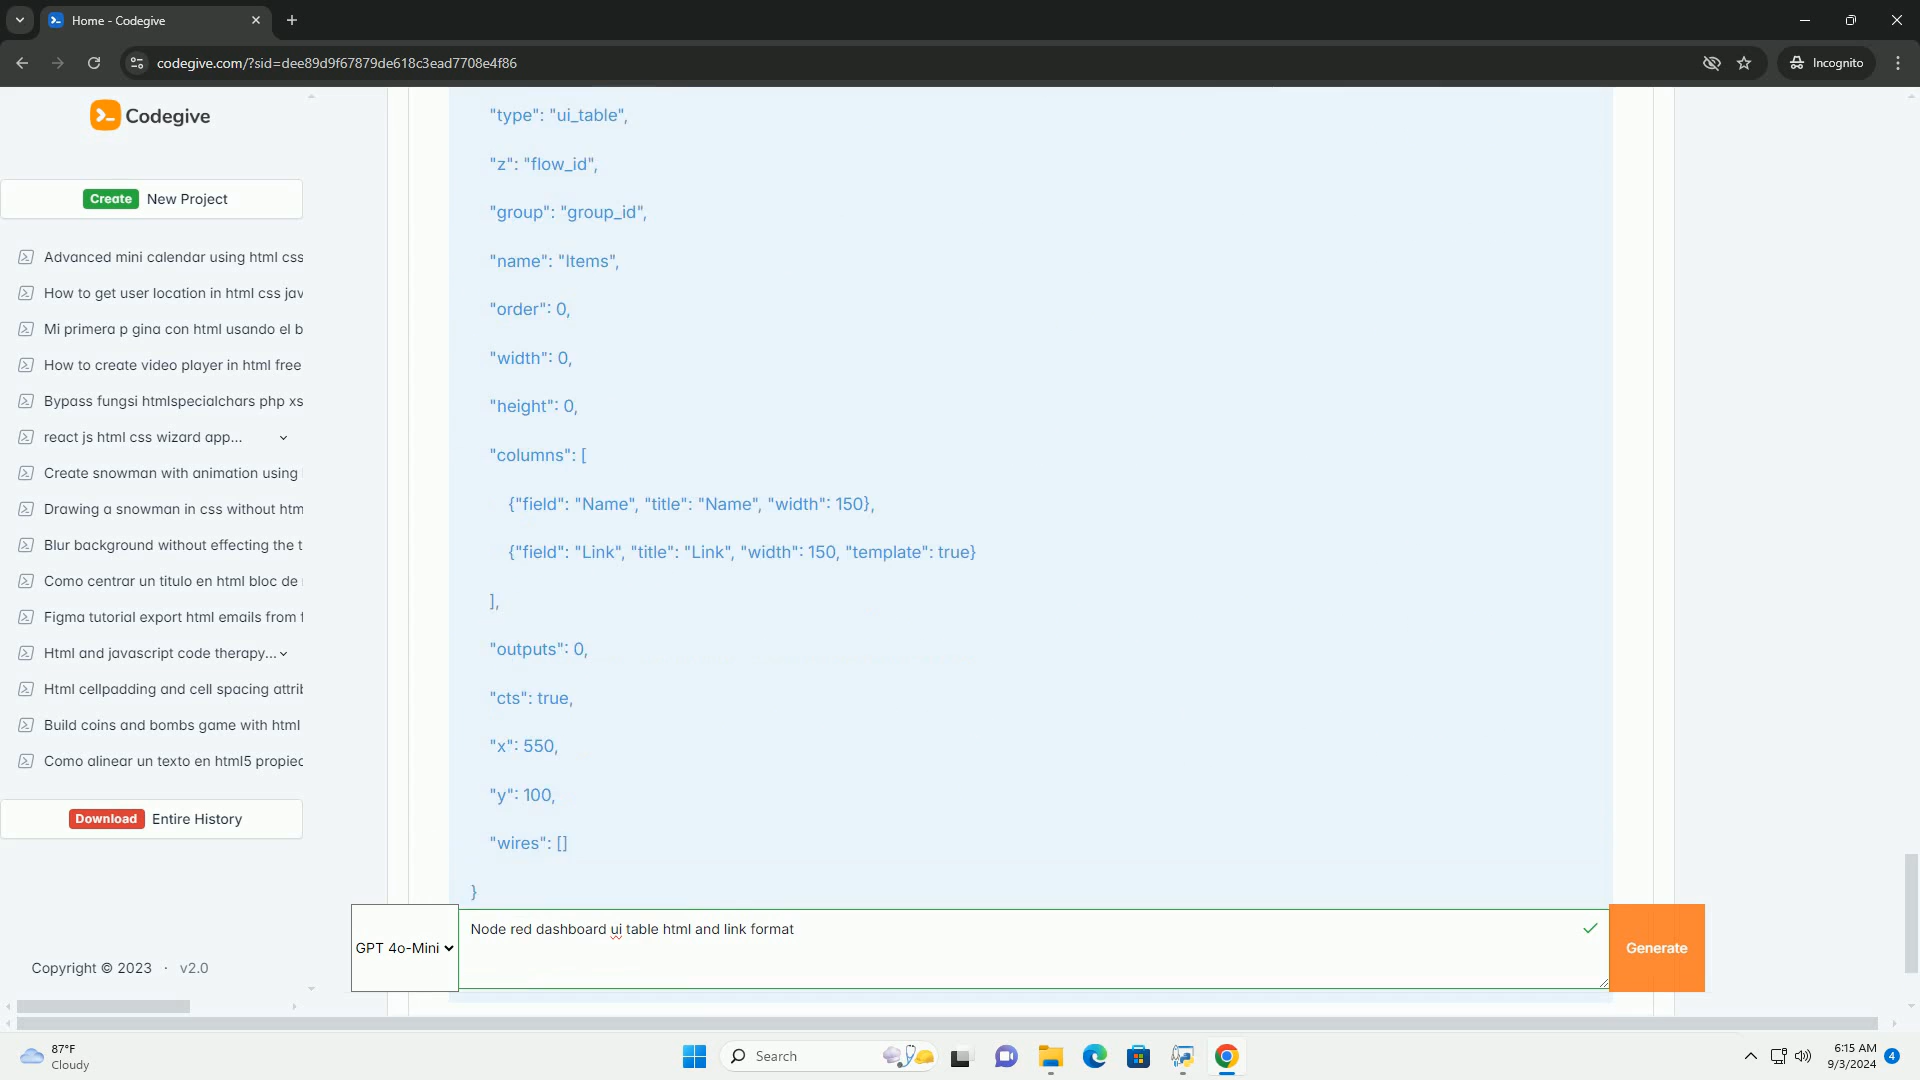 Home - Codegive
codegive.com/?sid=dee89d9f67879de618c3ead7708e4f86
Incognito
Codegive
Create New Project
Advanced mini calendar using html css
How to get user location in html css jav
Mi primera p gina con html usando el b
How to create video player in html free
Bypass fungsi htmlspecialchars php xs
react js html css wizard app...
Create snowman with animation using
Drawing a snowman in css without htm
Blur background without effecting the t
Como centrar un titulo en html bloc de
Figma tutorial export html emails from f
Html and javascript code therapy...
Html cellpadding and cell spacing attrib
Build coins and bombs game with html
Como alinear un texto en html5 propied
Download Entire History
Copyright © 2023 · v2.0
"type": "ui_table",
"z": "flow_id",
"group": "group_id",
"name": "Items",
"order": 0,
"width": 0,
"height": 0,
"columns": [
{"field": "Name", "title": "Name", "width": 150},
{"field": "Link", "title": "Link", "width": 150, "template": true}
],
"outputs": 0,
"cts": true,
"x": 550,
"y": 100,
"wires": []
}
GPT 4o-Mini
Node red dashboard ui table html and link format
Generate
87°F
Cloudy
Search
6:15 AM
9/3/2024
4